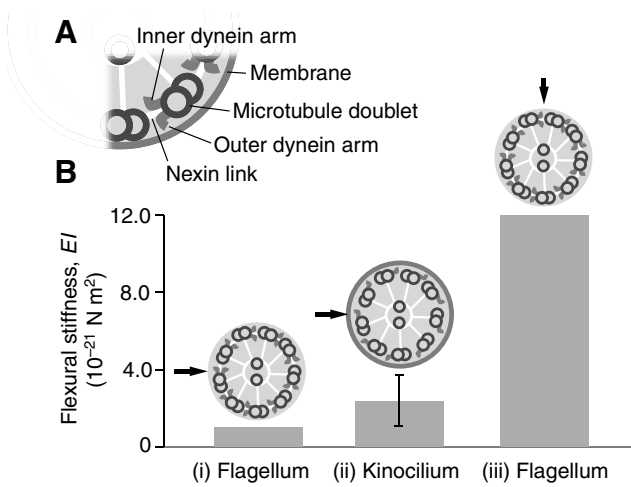 A
Inner dynein arm
Membrane
Microtubule doublet
Outer dynein arm
Nexin link
B
Flexural stiffness, EI
(10⁻²¹ N m²)
12.0
8.0
4.0
0
(i) Flagellum (ii) Kinocilium (iii) Flagellum